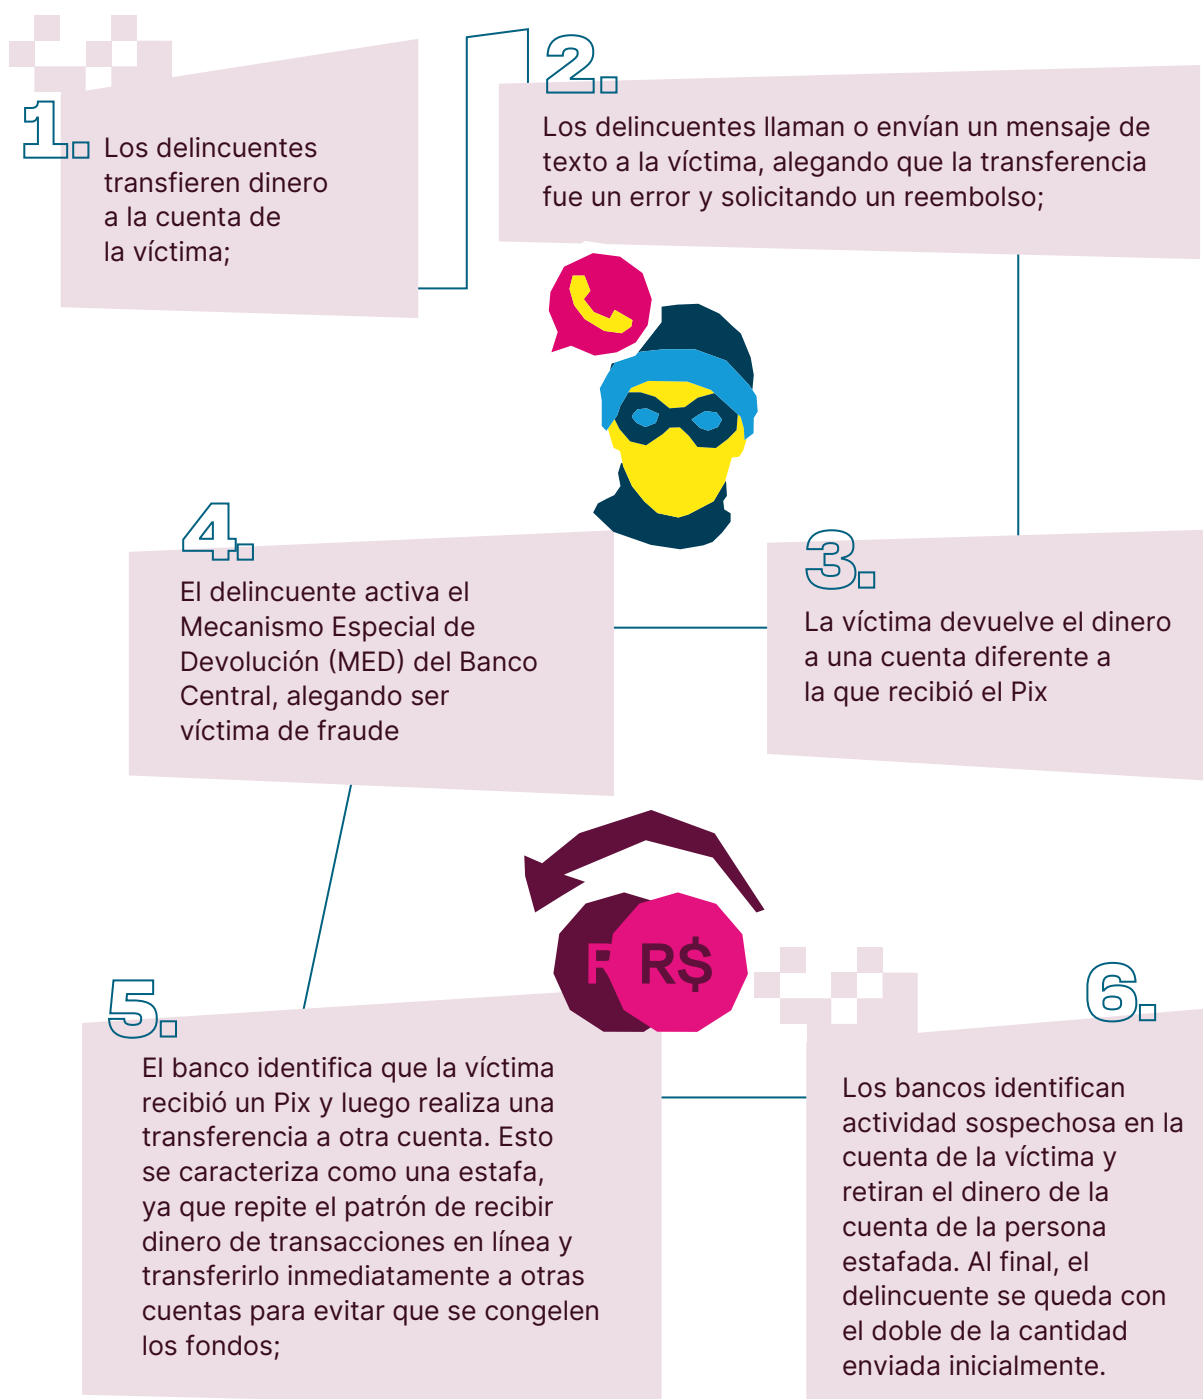 1.
Los delincuentes
transfieren dinero
a la cuenta de
la víctima;
2.
Los delincuentes llaman o envían un mensaje de
texto a la víctima, alegando que la transferencia
fue un error y solicitando un reembolso;
3.
La víctima devuelve el dinero
a una cuenta diferente a
la que recibió el Pix
4.
El delincuente activa el
Mecanismo Especial de
Devolución (MED) del Banco
Central, alegando ser
víctima de fraude
R R$
5.
El banco identifica que la víctima
recibió un Pix y luego realiza una
transferencia a otra cuenta. Esto
se caracteriza como una estafa,
ya que repite el patrón de recibir
dinero de transacciones en línea y
transferirlo inmediatamente a otras
cuentas para evitar que se congelen
los fondos;
6.
Los bancos identifican
actividad sospechosa en la
cuenta de la víctima y
retiran el dinero de la
cuenta de la persona
estafada. Al final, el
delincuente se queda con
el doble de la cantidad
enviada inicialmente.